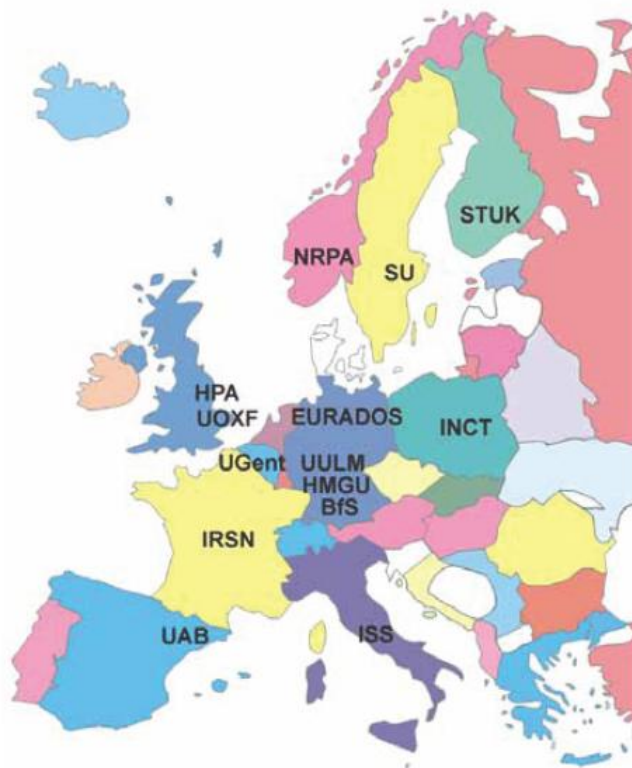 STUK
NRPA
SU
HPA
UOXF
EURADOS
INCT
UGent
UULM
HMGU
BfS
IRSN
UAB
ISS